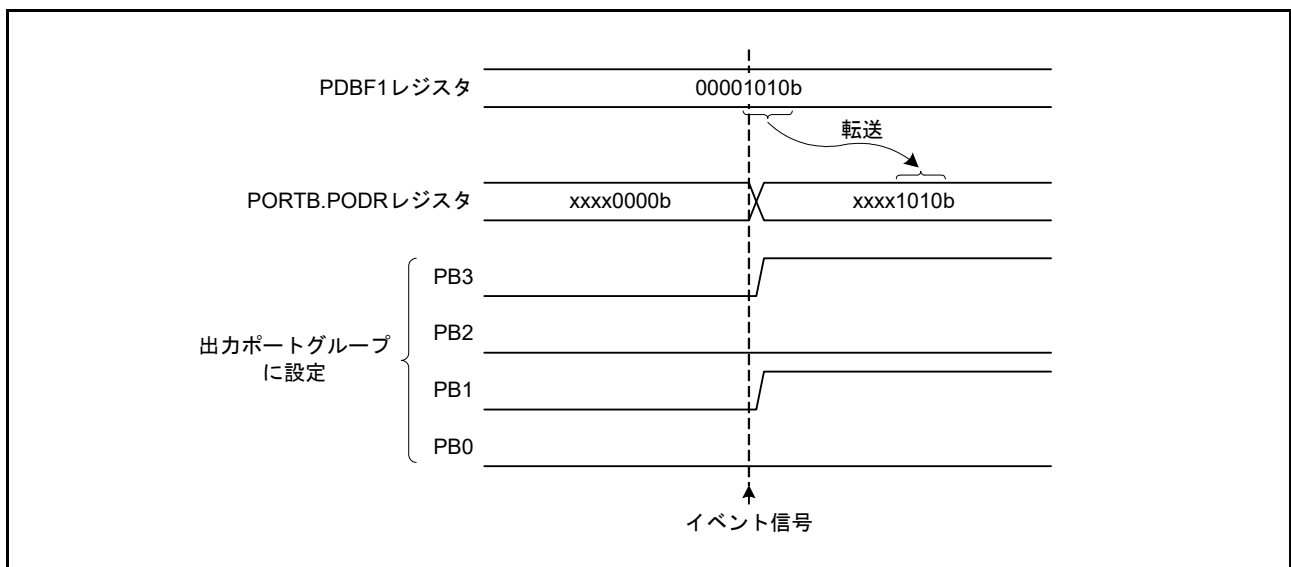 PDBF1レジスタ
00001010b
転送
PORTB.PODRレジスタ
xxxx0000b
xxxx1010b
出力ポートグループ
に設定
PB3
PB2
PB1
PB0
イベント信号